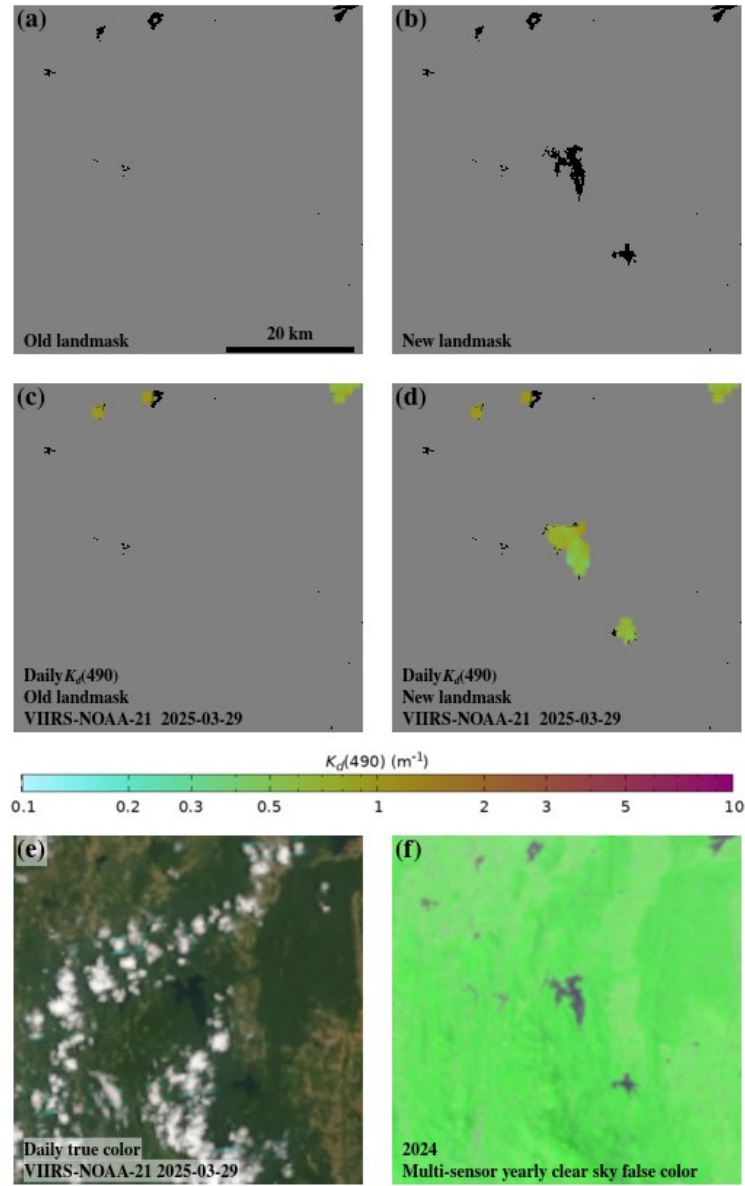 (a)
(b)
Old landmask
20 km
New landmask
(c)
(d)
Daily Kd(490)
Old landmask
VIIRS-NOAA-21 2025-03-29
Daily Kd(490)
New landmask
VIIRS-NOAA-21 2025-03-29
Kd(490) (m-1)
0.1 0.2 0.3 0.5 1 2 3 5 10
(e)
(f)
Daily true color
VIIRS-NOAA-21 2025-03-29
2024
Multi-sensor yearly clear sky false color